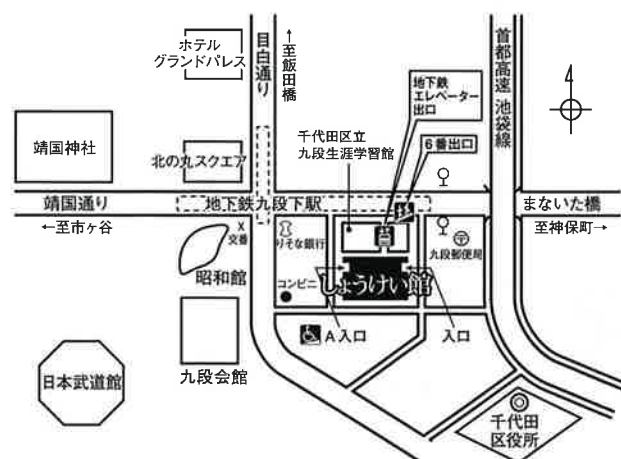 ホテル
グランドパレス
目白通り
↑至飯田橋
首都高速 池袋線
地下鉄
エレベーター
出口
千代田区立
九段生涯学習館
6番出口
靖国神社
北の丸スクエア
靖国通り
地下鉄九段下駅
まないた橋
←至市ヶ谷
至神保町→
X
交番
りそな銀行
九段郵便局
昭和館
コンビニ
しょうけい館
A入口
入口
九段会館
日本武道館
千代田
区役所